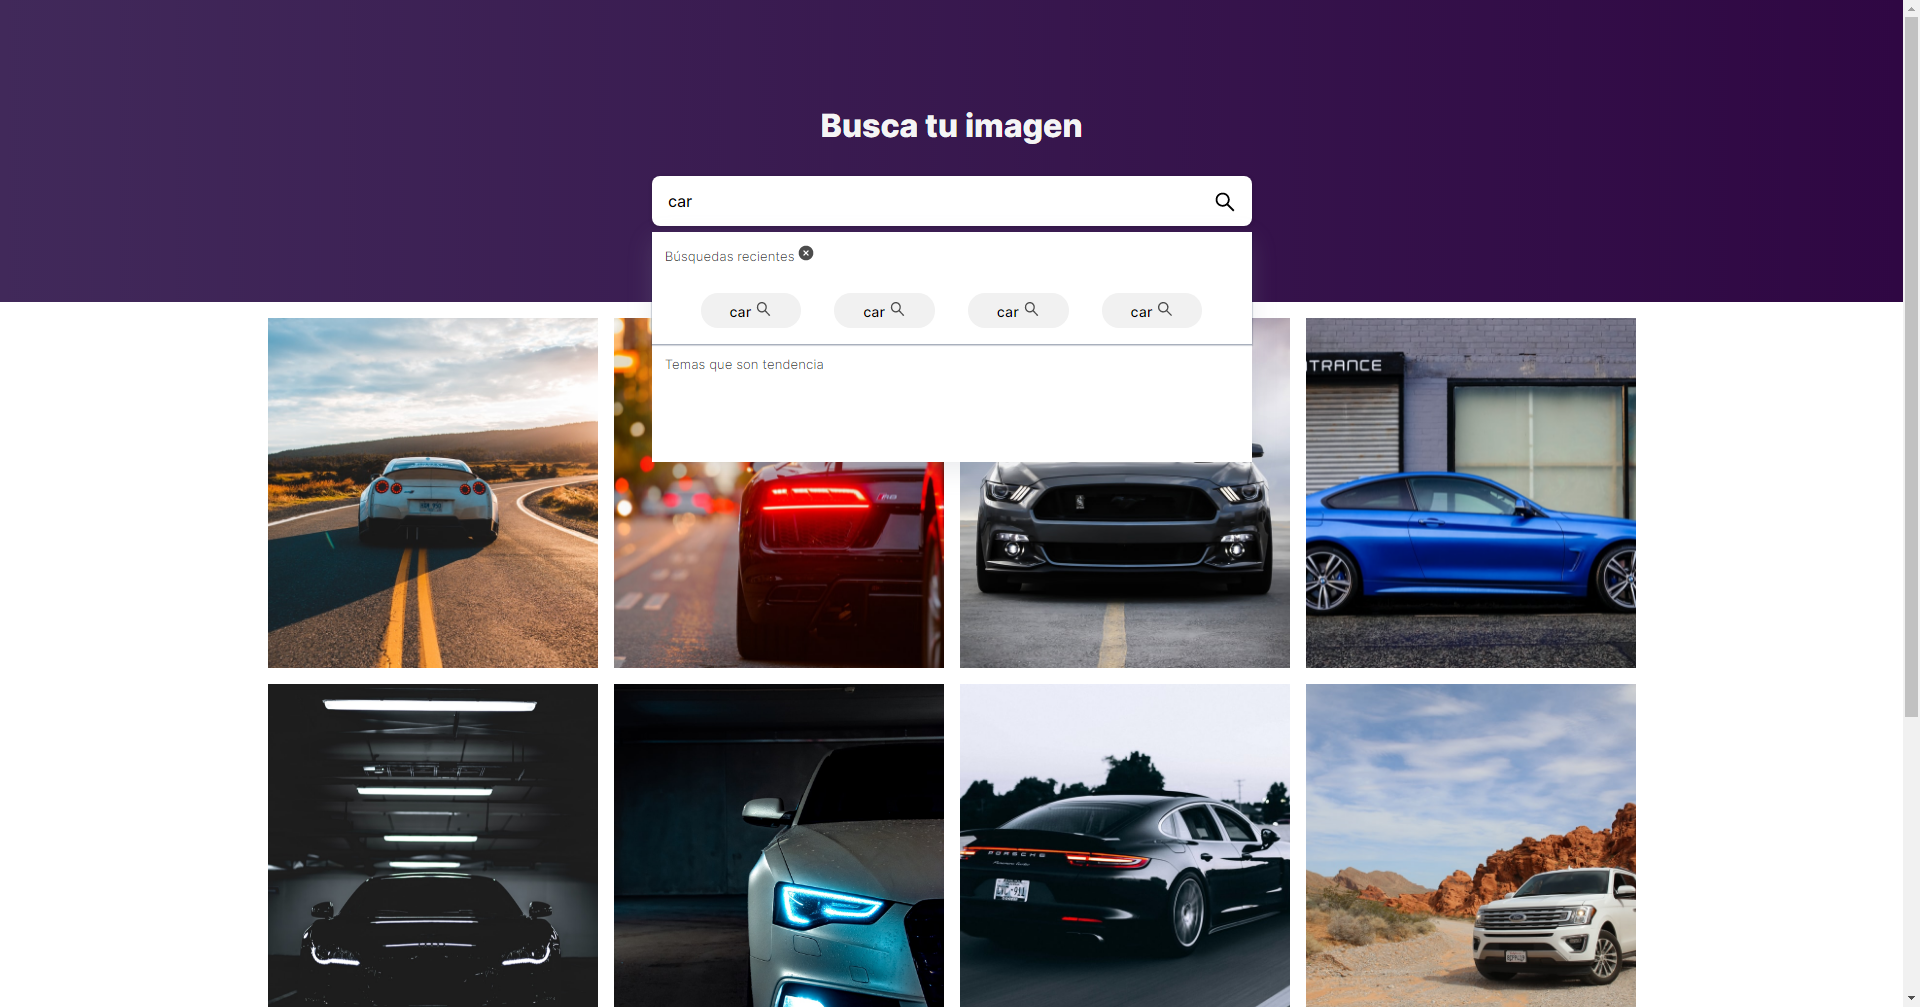 Busca tu imagen
car
Búsquedas recientes
car car car car
Temas que son tendencia
TRANCE
PORSCHE